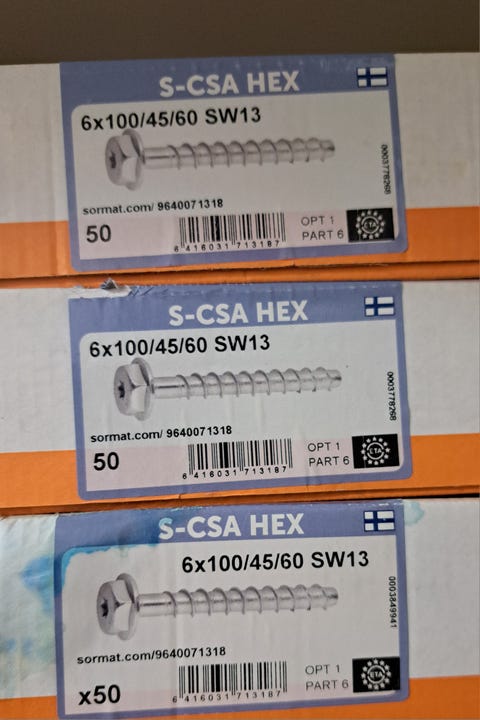 S-CSA HEX
6x100/45/60 SW13
0003778268
sormat.com/ 9640071318
50
6 416031 713187
OPT 1
PART 6
ETA
S-CSA HEX
6x100/45/60 SW13
0003778268
sormat.com/ 9640071318
50
6 416031 713187
OPT 1
PART 6
ETA
S-CSA HEX
6x100/45/60 SW13
0003849941
sormat.com/9640071318
x50
6 416031 713187
OPT 1
PART 6
ETA